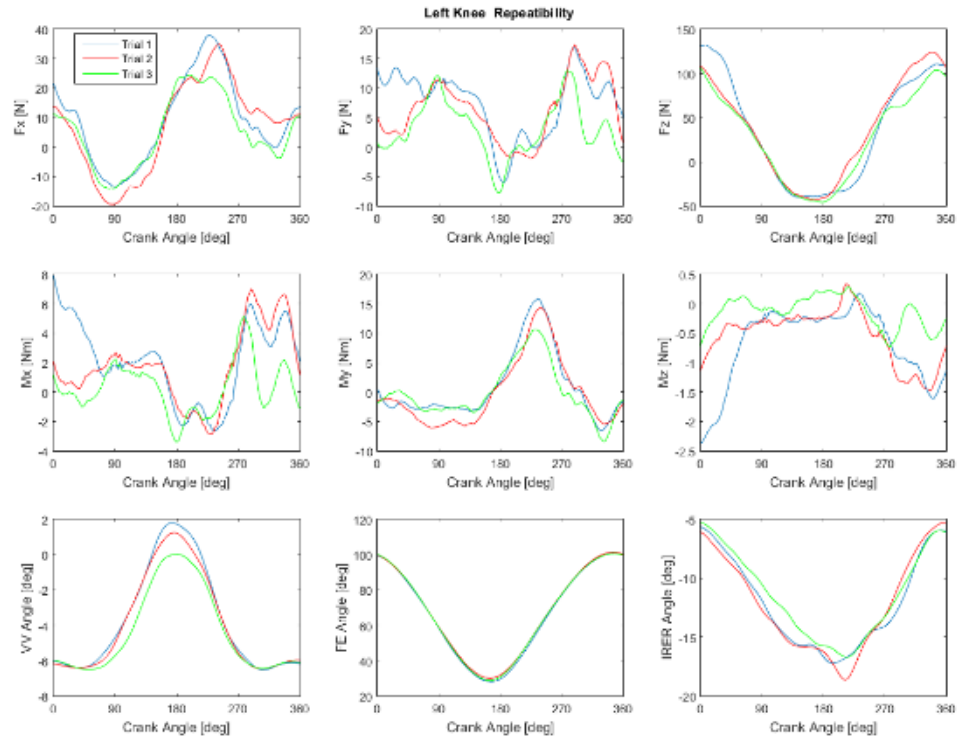 Left Knee Repeatibility
40
30
20
10
0
-10
-20
Fx [N]
Trial 1
Trial 2
Trial 3
0 90 180 270 360
Crank Angle [deg]
20
15
10
5
0
-5
-10
Fy [N]
0 90 180 270 360
Crank Angle [deg]
150
100
50
0
-50
Fz [N]
0 90 180 270 360
Crank Angle [deg]
8
6
4
2
0
-2
-4
Mx [Nm]
0 90 180 270 360
Crank Angle [deg]
20
15
10
5
0
-5
-10
My [Nm]
0 90 180 270 360
Crank Angle [deg]
0.5
0
-0.5
-1
-1.5
-2
-2.5
Mz [Nm]
0 90 180 270 360
Crank Angle [deg]
2
0
-2
-4
-6
-8
VV Angle [deg]
0 90 180 270 360
Crank Angle [deg]
120
100
80
60
40
20
FE Angle [deg]
0 90 180 270 360
Crank Angle [deg]
-5
-10
-15
-20
IRER Angle [deg]
0 90 180 270 360
Crank Angle [deg]